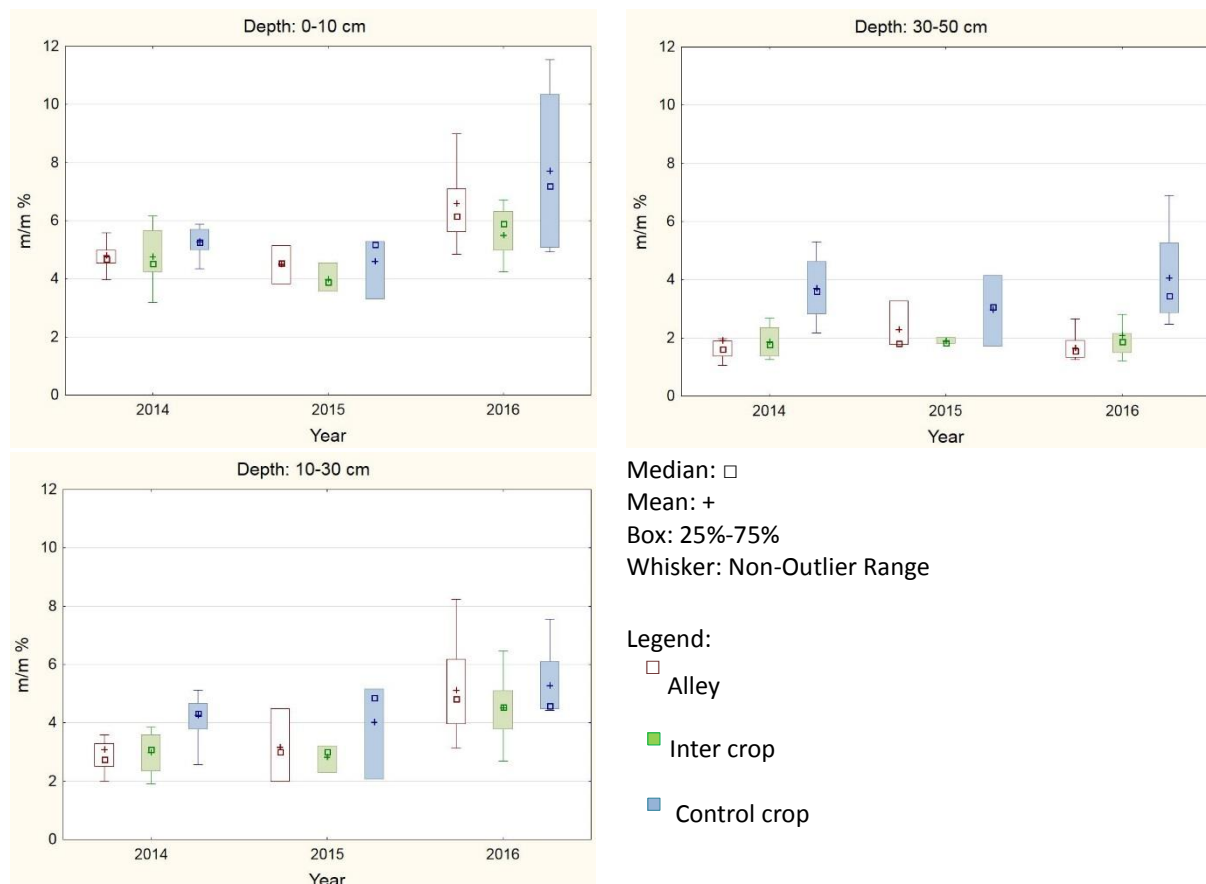 Depth: 0-10 cm
12
10
8
6
4
2
0
m/m %
2014
2015
2016
Year
Depth: 30-50 cm
12
10
8
6
4
2
0
m/m %
2014
2015
2016
Year
Depth: 10-30 cm
12
10
8
6
4
2
0
m/m %
2014
2015
2016
Year
Median: □
Mean: +
Box: 25%-75%
Whisker: Non-Outlier Range
Legend:
Alley
Inter crop
Control crop